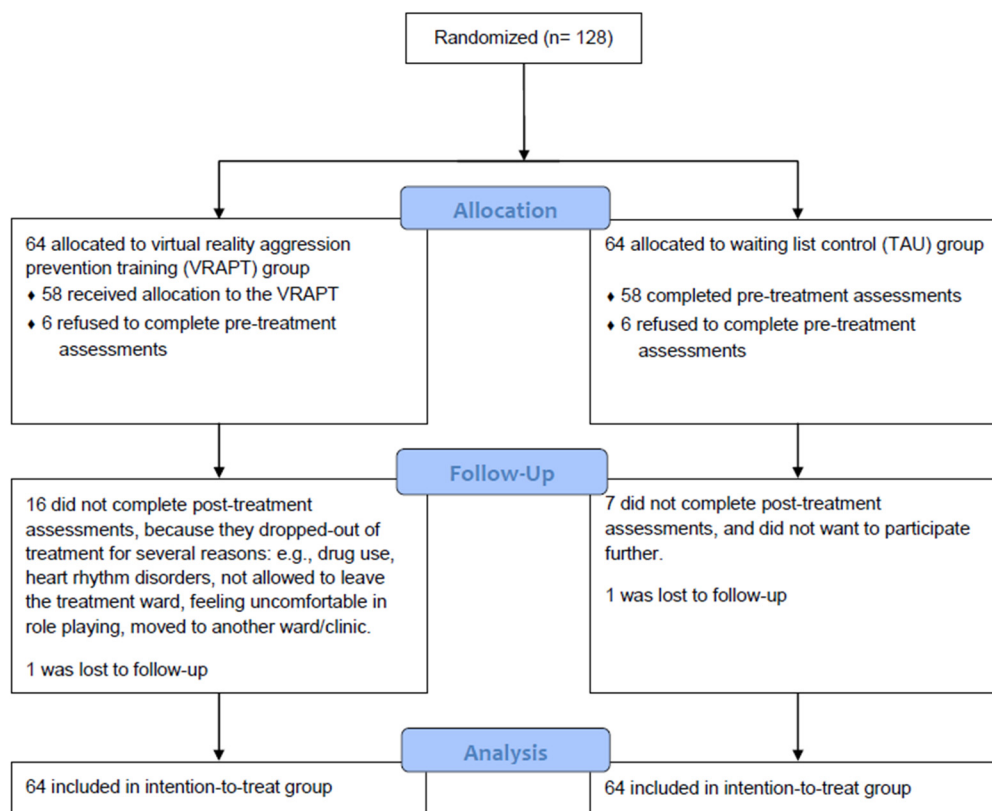 Randomized (n= 128)
Allocation
64 allocated to virtual reality aggression
prevention training (VRAPT) group
♦ 58 received allocation to the VRAPT
♦ 6 refused to complete pre-treatment
assessments
64 allocated to waiting list control (TAU) group
♦ 58 completed pre-treatment assessments
♦ 6 refused to complete pre-treatment
assessments
Follow-Up
16 did not complete post-treatment
assessments, because they dropped-out of
treatment for several reasons: e.g., drug use,
heart rhythm disorders, not allowed to leave
the treatment ward, feeling uncomfortable in
role playing, moved to another ward/clinic.
1 was lost to follow-up
7 did not complete post-treatment
assessments, and did not want to participate
further.
1 was lost to follow-up
Analysis
64 included in intention-to-treat group
64 included in intention-to-treat group